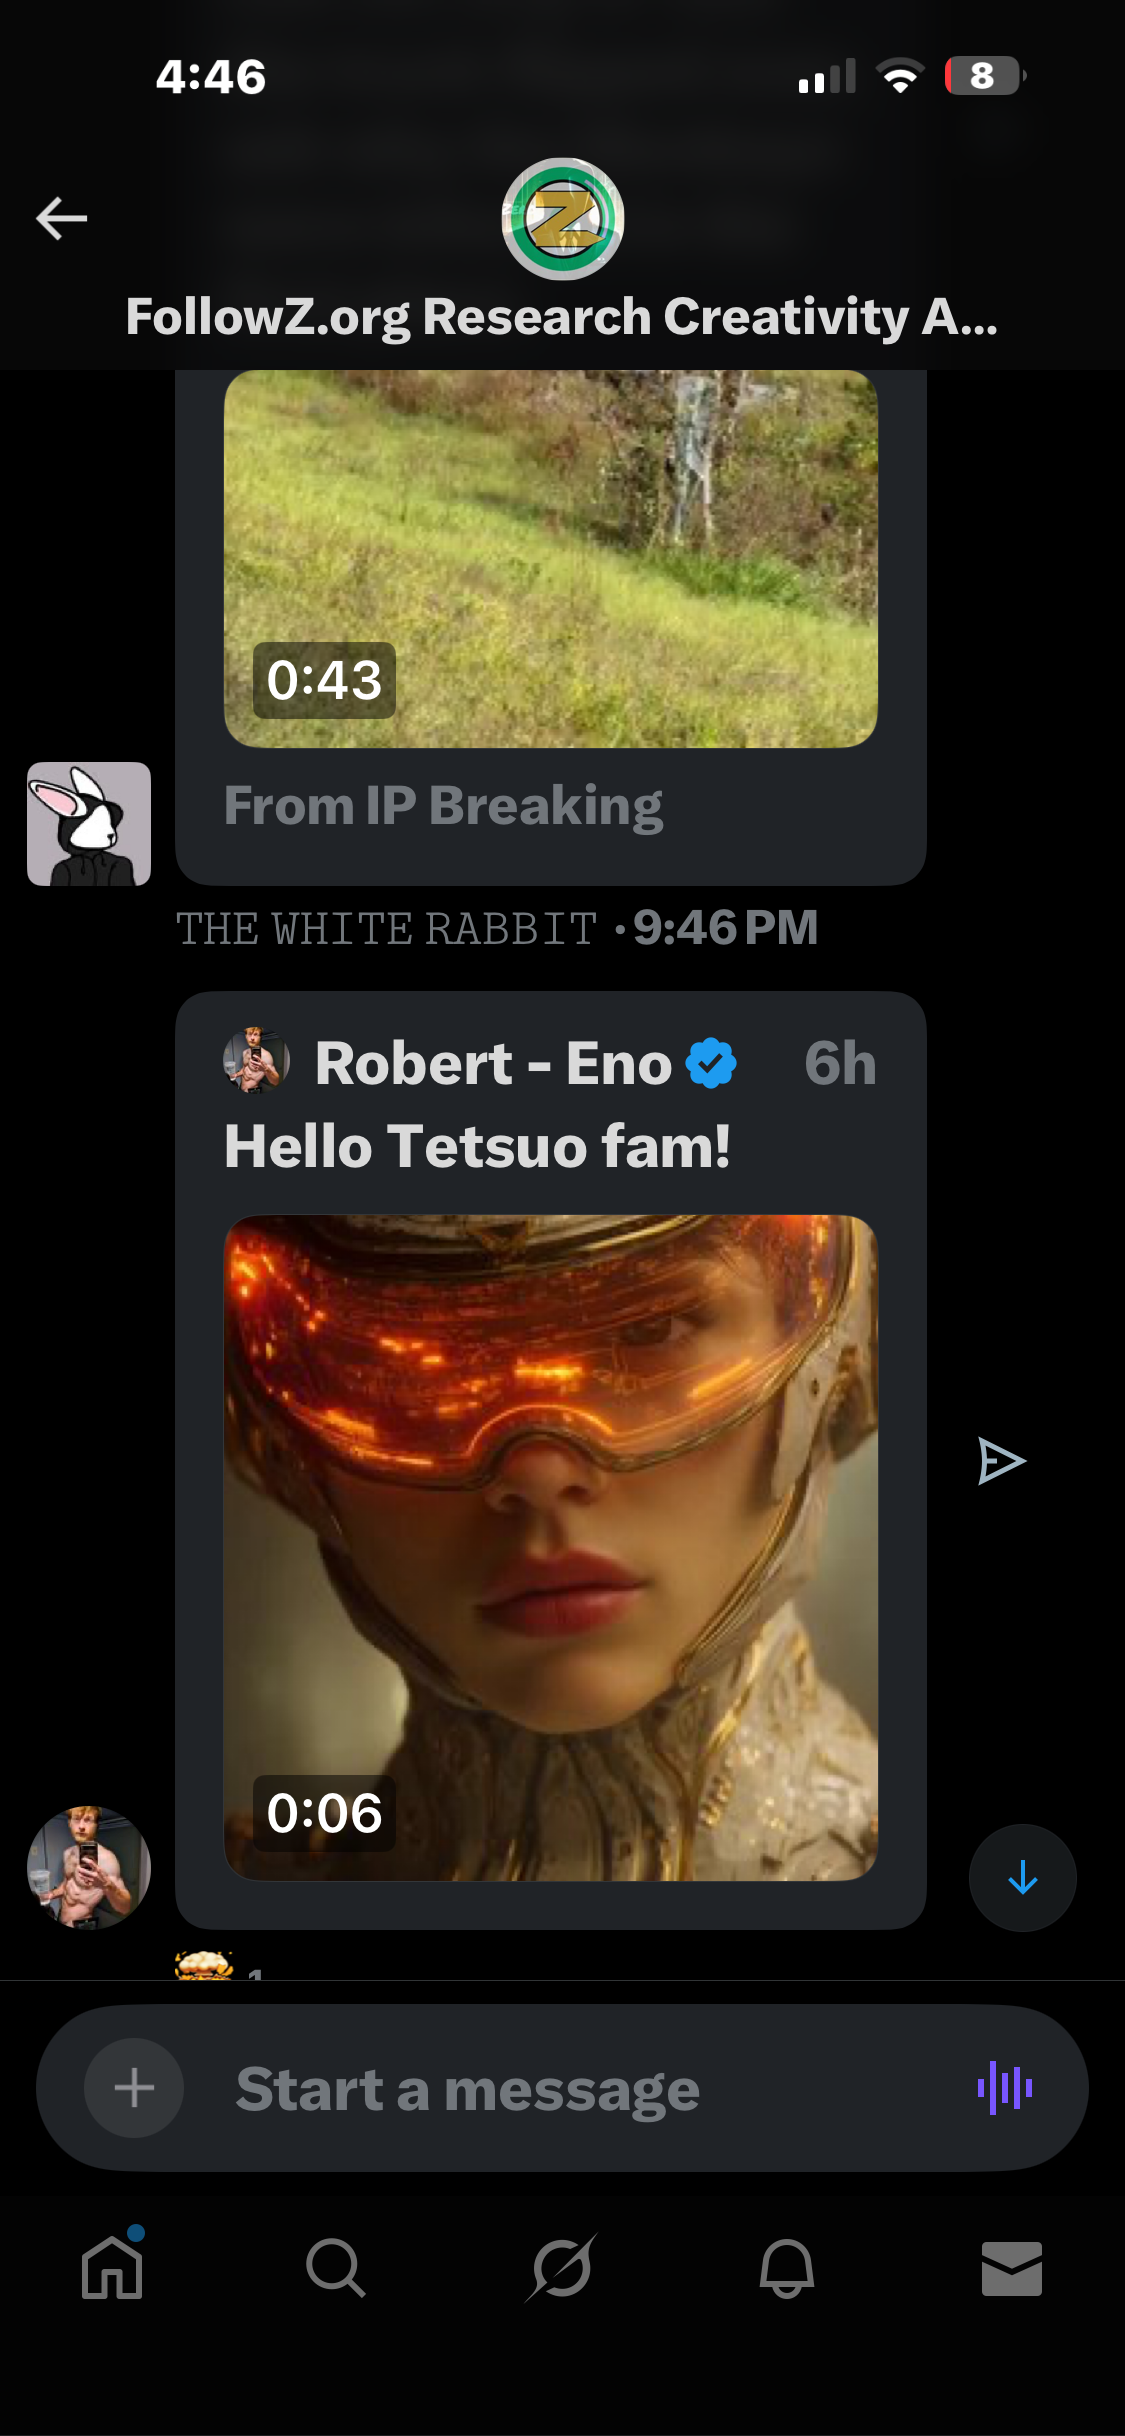 4:46
8
FollowZ.org Research Creativity A...
0:43
From IP Breaking
THE WHITE RABBIT · 9:46 PM
Robert - Eno 6h
Hello Tetsuo fam!
0:06
1
Start a message